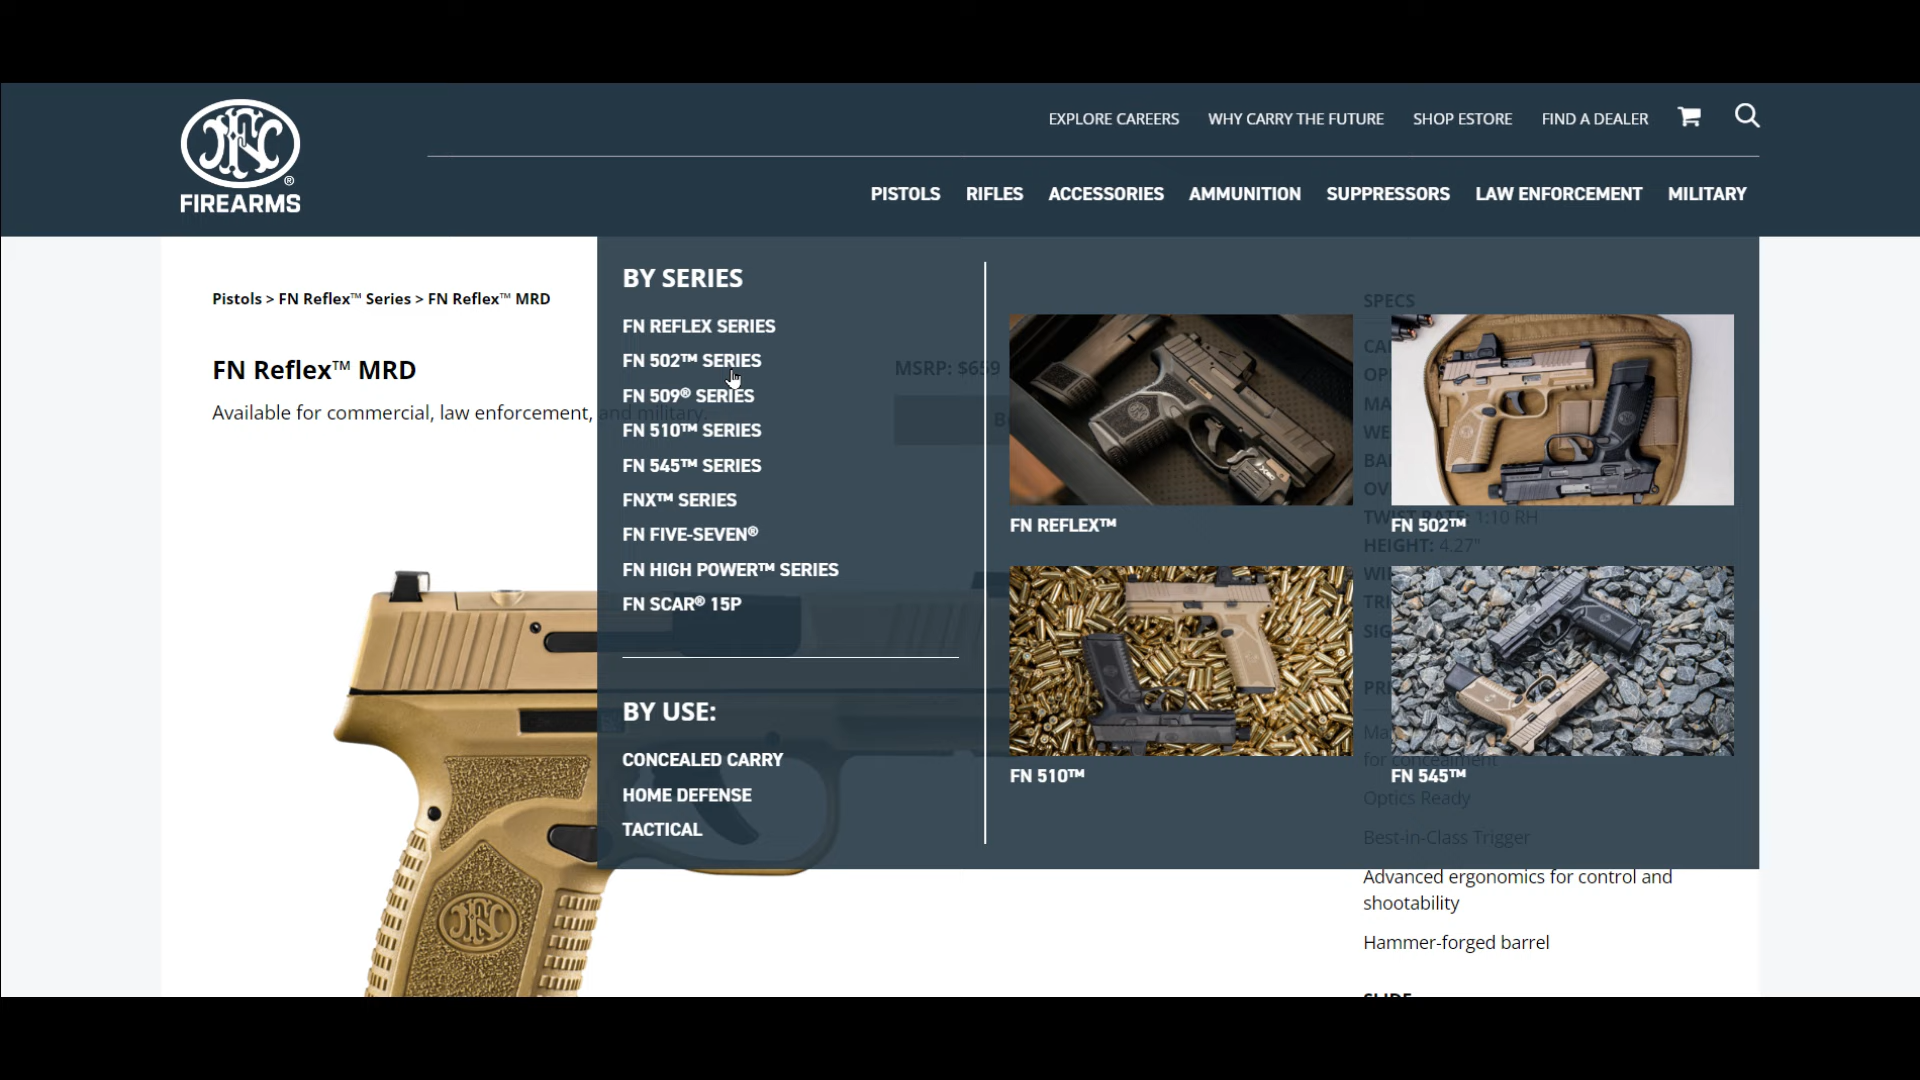 EXPLORE CAREERS WHY CARRY THE FUTURE SHOP ESTORE FIND A DEALER
FIREARMS
PISTOLS RIFLES ACCESSORIES AMMUNITION SUPPRESSORS LAW ENFORCEMENT MILITARY
Pistols > FN Reflex™ Series > FN Reflex™ MRD
FN Reflex™ MRD
Available for commercial, law enforcement, and military.
MSRP: $659
BY SERIES
FN REFLEX SERIES
FN 502™ SERIES
FN 509® SERIES
FN 510™ SERIES
FN 545™ SERIES
FNX™ SERIES
FN FIVE-SEVEN®
FN HIGH POWER™ SERIES
FN SCAR® 15P
BY USE:
CONCEALED CARRY
HOME DEFENSE
TACTICAL
FN REFLEX™
FN 502™
FN 510™
FN 545™
SPECS
TWIST RATE: 1:10 RH
HEIGHT: 4.27"
for concealment
Optics Ready
Best-in-Class Trigger
Advanced ergonomics for control and
shootability
Hammer-forged barrel